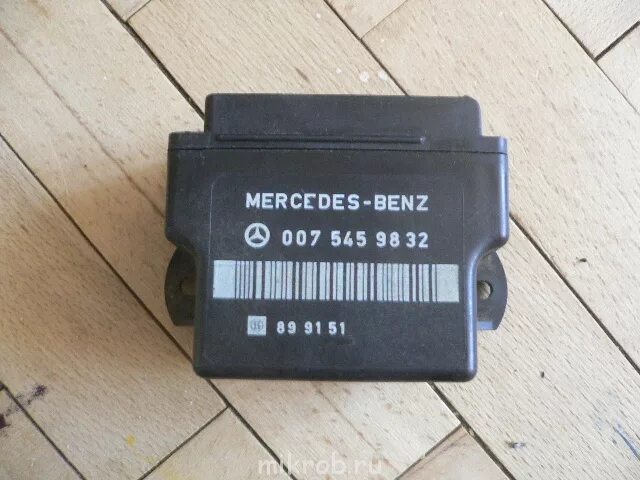 MERCEDES-BENZ
007 545 98 32
89 91 51
mikrob.ru